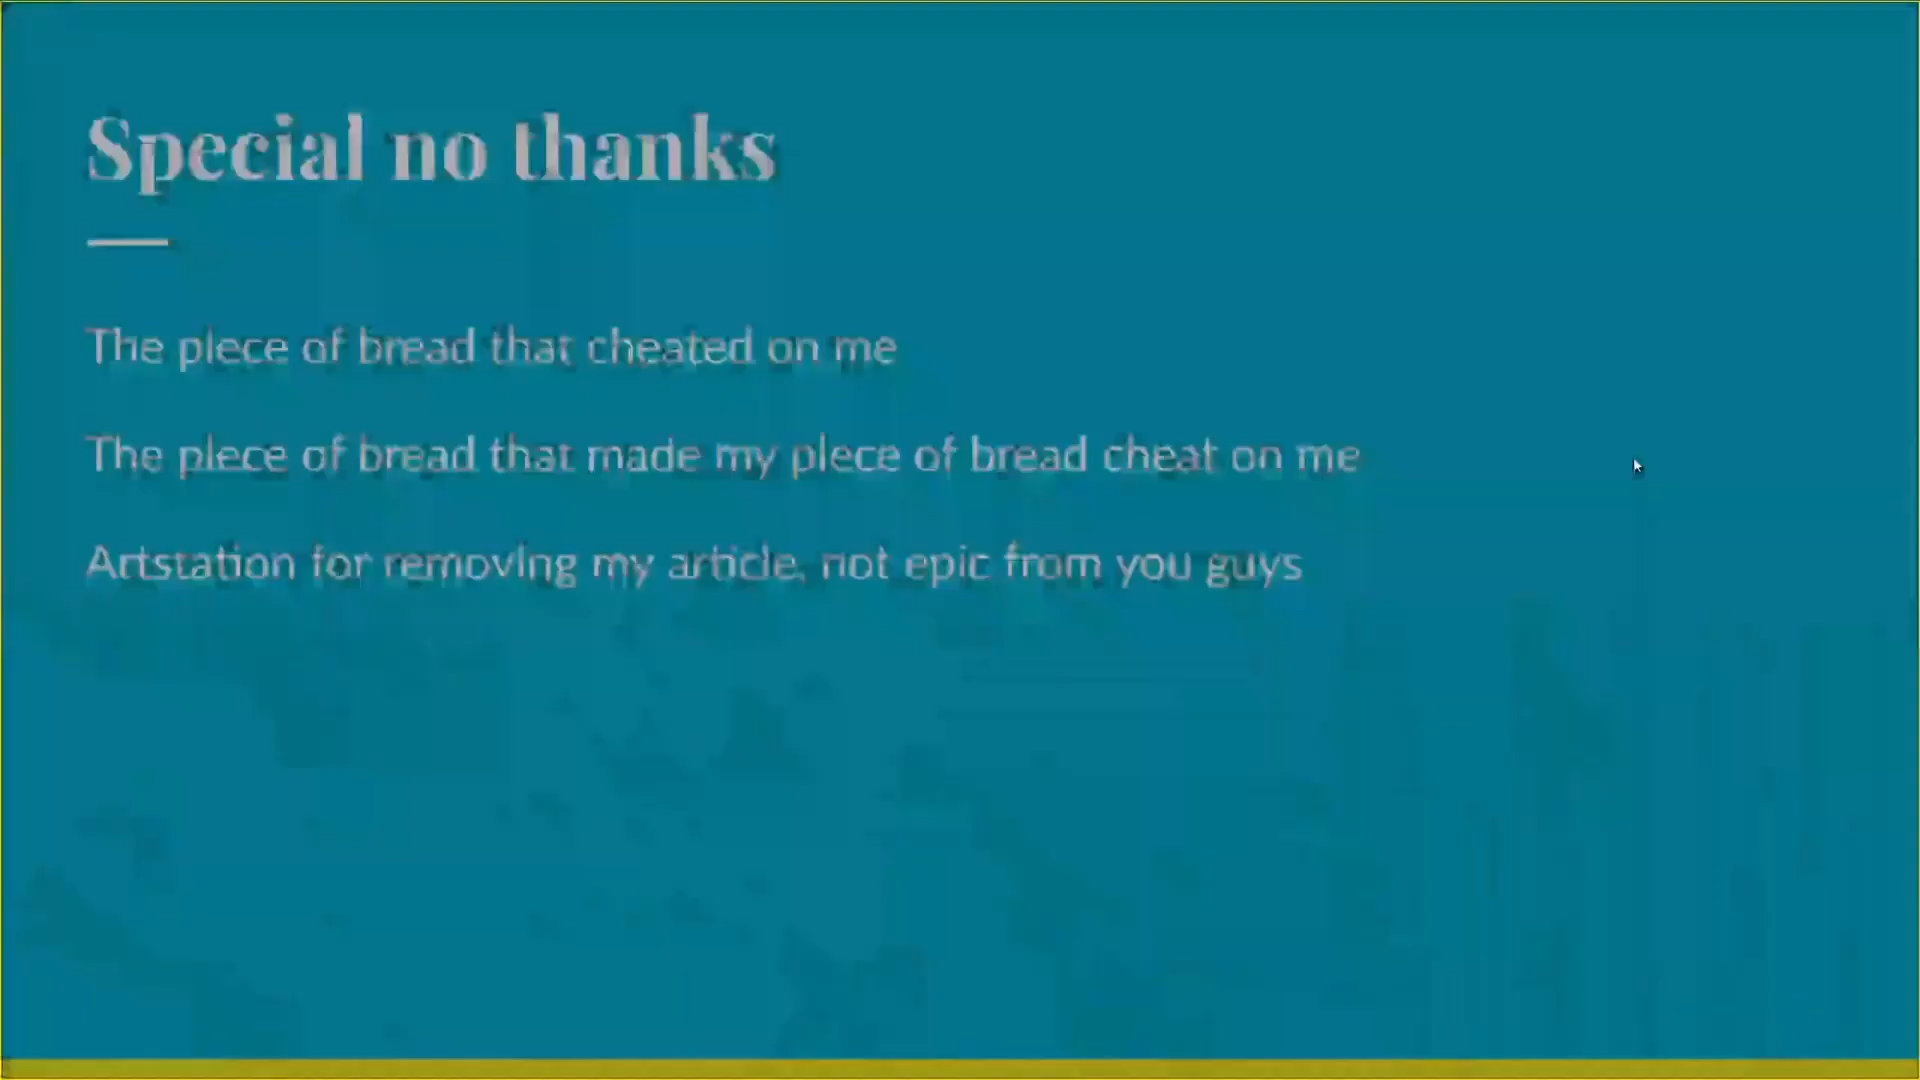 Special no thanks
The piece of bread that cheated on me
The piece of bread that made my piece of bread cheat on me
Artstation for removing my article, not epic from you guys